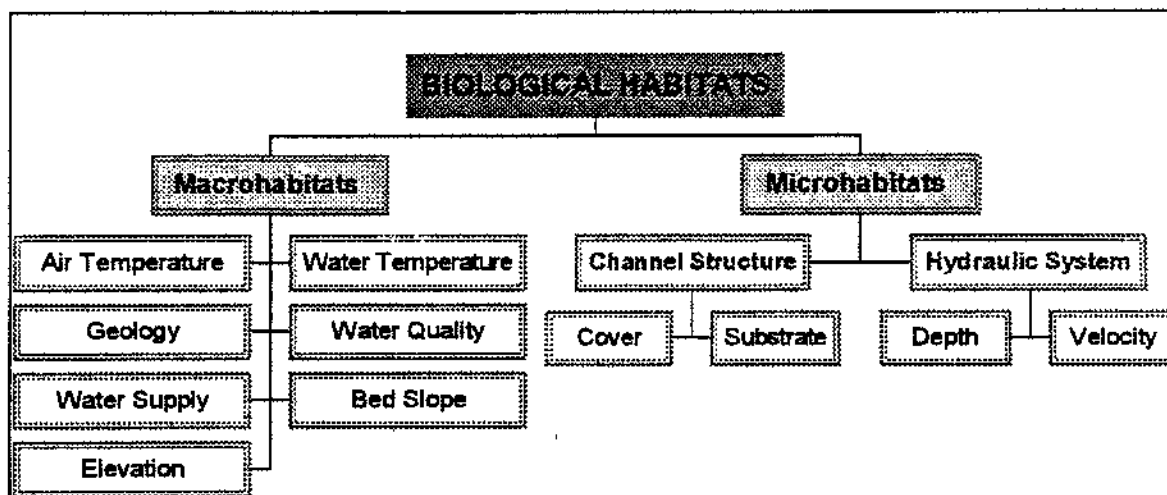 BIOLOGICAL HABITATS
Macrohabitats
Microhabitats
Air Temperature
Water Temperature
Channel Structure
Hydraulic System
Geology
Water Quality
Cover
Substrate
Depth
Velocity
Water Supply
Bed Slope
Elevation